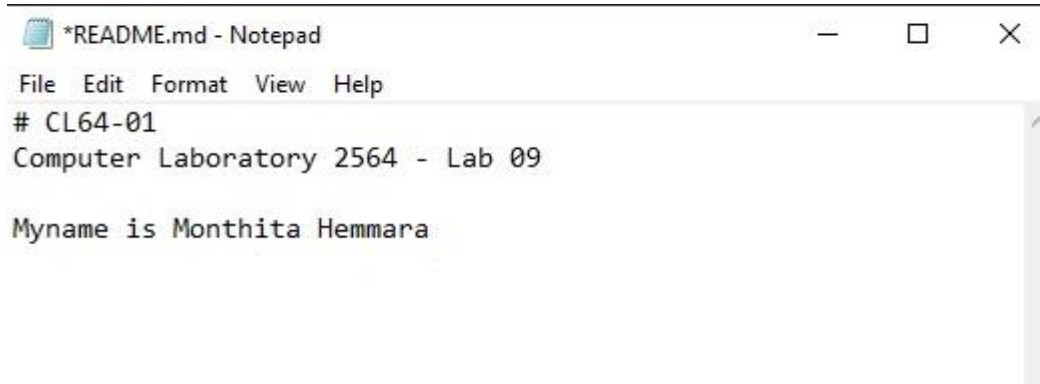 *README.md - Notepad
File Edit Format View Help
# CL64-01
Computer Laboratory 2564 - Lab 09
Myname is Monthita Hemmara